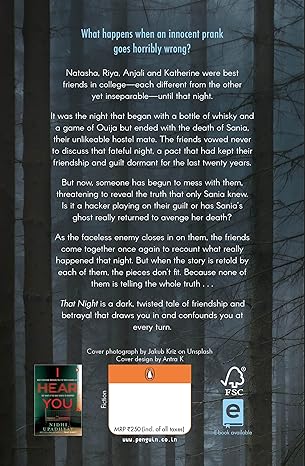 What happens when an innocent prank
goes horribly wrong?
Natasha, Riya, Anjali and Katherine were best
friends in college—each different from the other
yet inseparable—until that night.
It was the night that began with a bottle of whisky and
a game of Ouija but ended with the death of Sania,
their unlikeable hostel mate. The friends vowed never
to discuss that fateful night, a pact that had kept their
friendship and guilt dormant for the last twenty years.
But now, someone has begun to mess with them,
threatening to reveal the truth that only Sania knew.
Is it a hacker playing on their guilt or has Sania's
ghost really returned to avenge her death?
As the faceless enemy closes in on them, the friends
come together once again to recount what really
happened that night. But when the story is retold by
each of them, the pieces don't fit. Because none of
them is telling the whole truth . . .
That Night is a dark, twisted tale of friendship and
betrayal that draws you in and confounds you at
every turn.
Cover photograph by Jakub Kriz on Unsplash
Cover design by Antra K
I
HEAR
YOU
NIDHI
UPADHYAY
Fiction
MRP ₹250 (incl. of all taxes)
www.penguin.co.in
FSC
e
E-book available